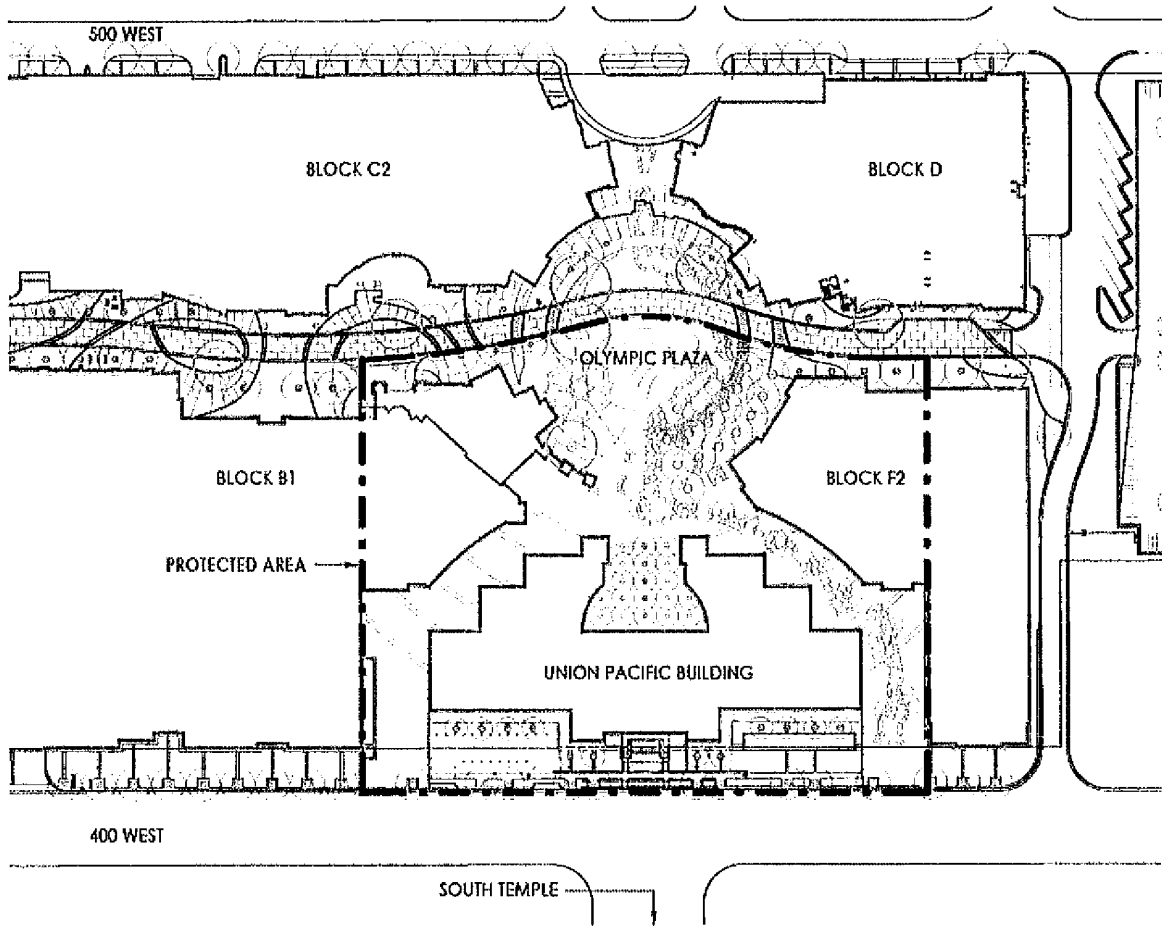 500 WEST
BLOCK C2
BLOCK D
OLYMPIC PLAZA
BLOCK B1
BLOCK F2
PROTECTED AREA
UNION PACIFIC BUILDING
400 WEST
SOUTH TEMPLE